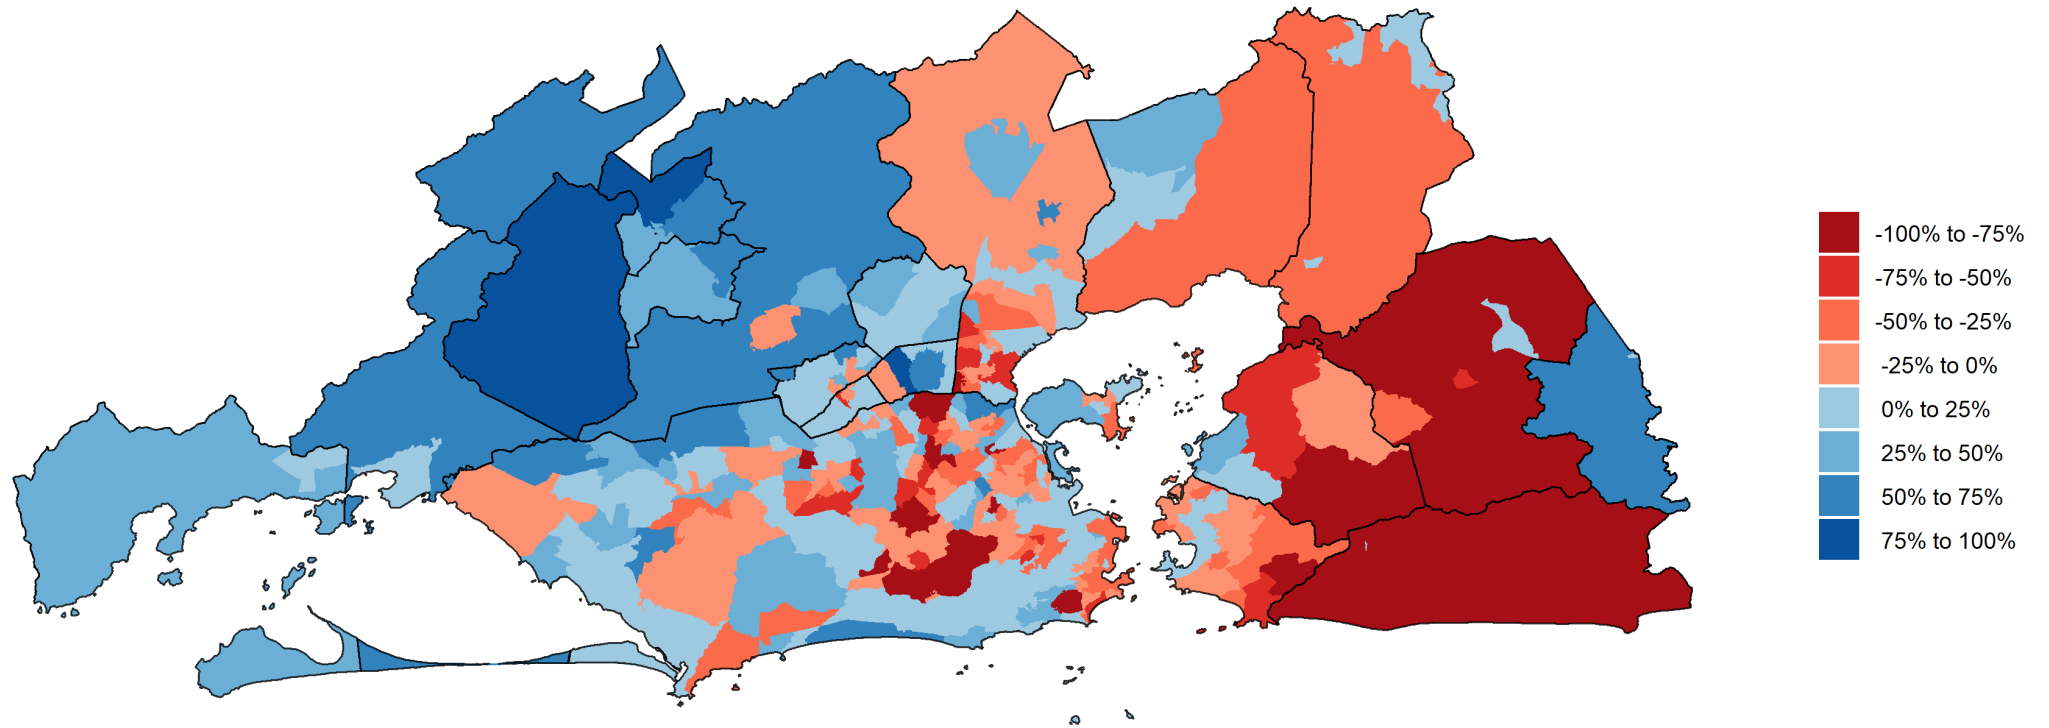 -100% to -75%
-75% to -50%
-50% to -25%
-25% to 0%
0% to 25%
25% to 50%
50% to 75%
75% to 100%